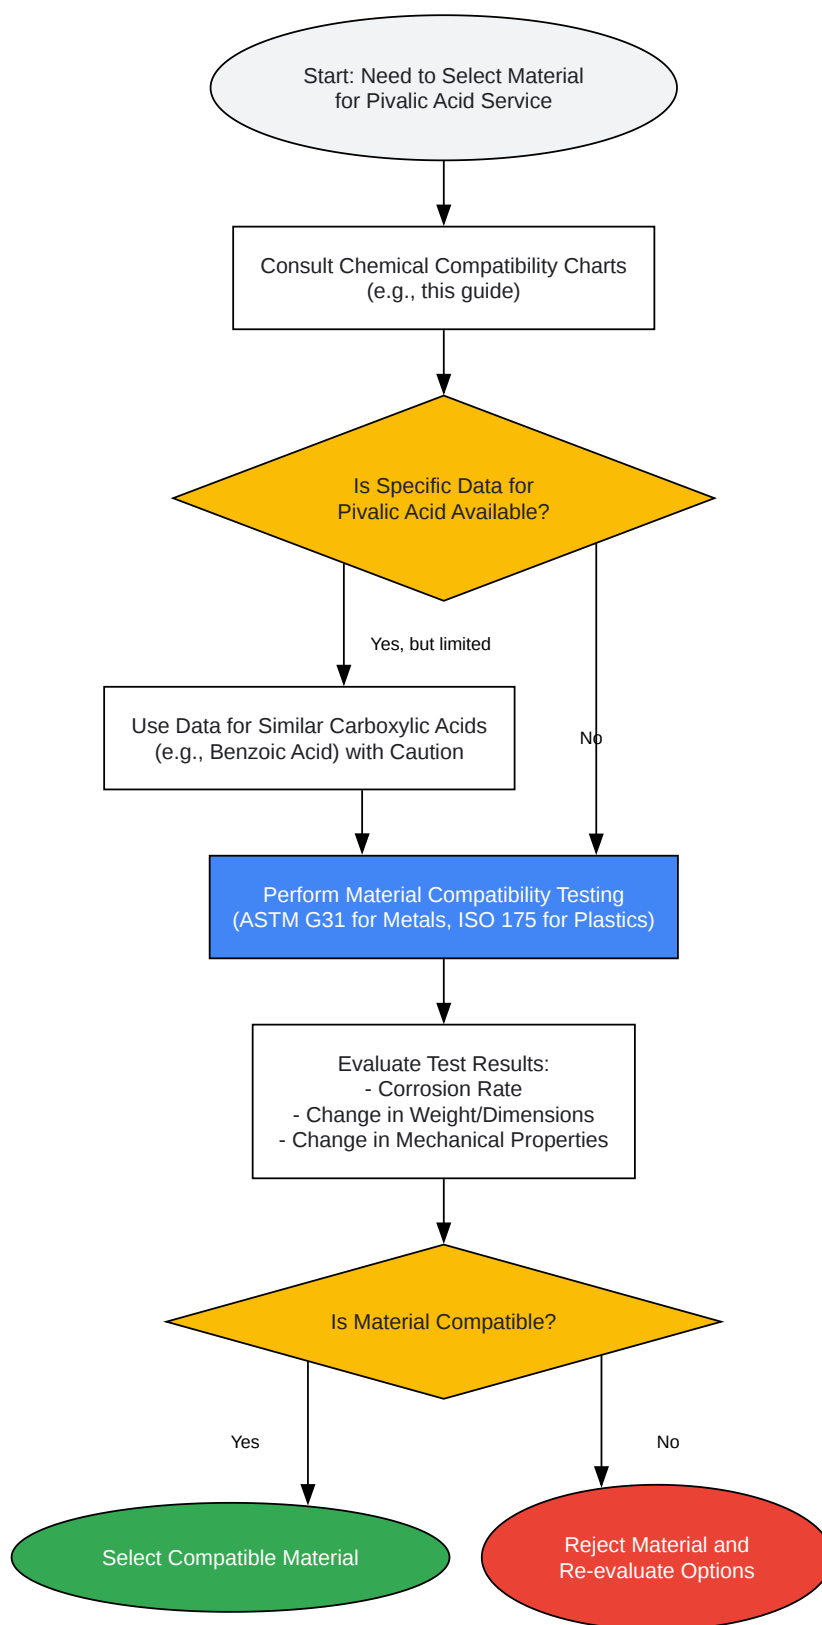 Start: Need to Select Material
for Pivalic Acid Service
Consult Chemical Compatibility Charts
(e.g., this guide)
Is Specific Data for
Pivalic Acid Available?
Yes, but limited
Use Data for Similar Carboxylic Acids
(e.g., Benzoic Acid) with Caution
No
Perform Material Compatibility Testing
(ASTM G31 for Metals, ISO 175 for Plastics)
Evaluate Test Results:
- Corrosion Rate
- Change in Weight/Dimensions
- Change in Mechanical Properties
Is Material Compatible?
Yes
No
Select Compatible Material
Reject Material and
Re-evaluate Options